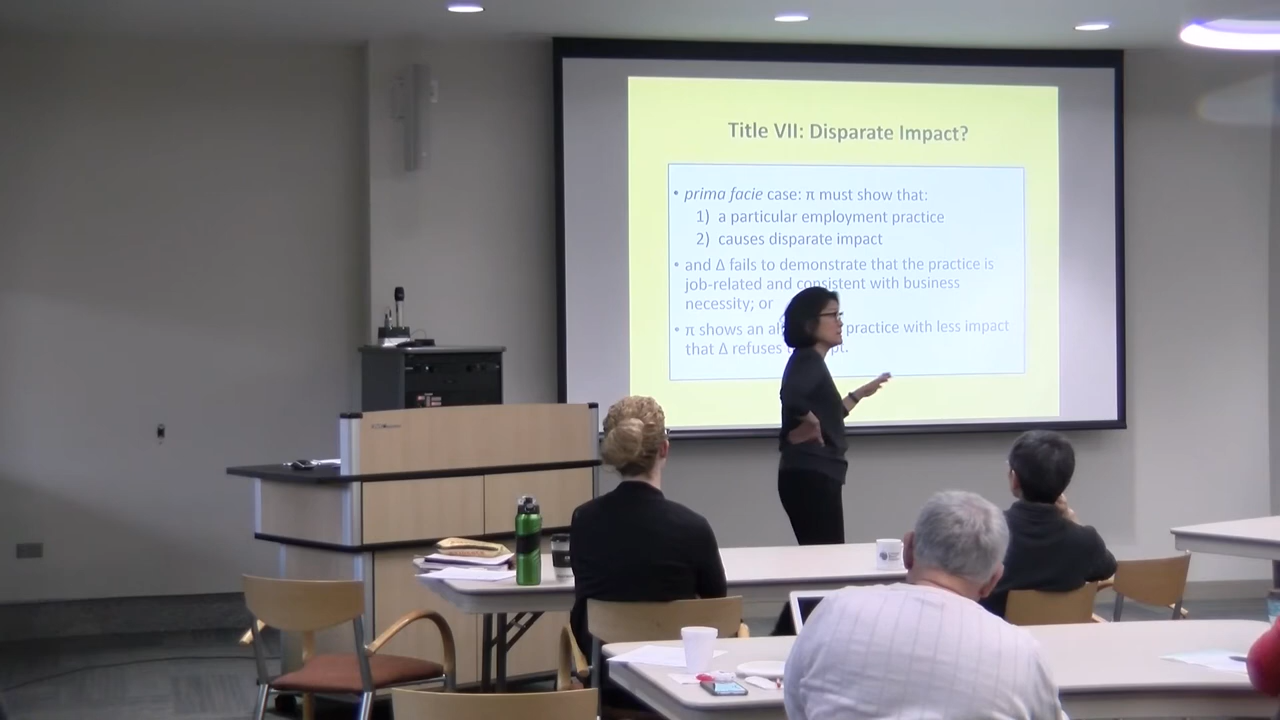 Title VII: Disparate Impact?
• prima facie case: π must show that:
1) a particular employment practice
2) causes disparate impact
• and Δ fails to demonstrate that the practice is
job-related and consistent with business
necessity; or
• π shows an practice with less impact
that Δ refuses